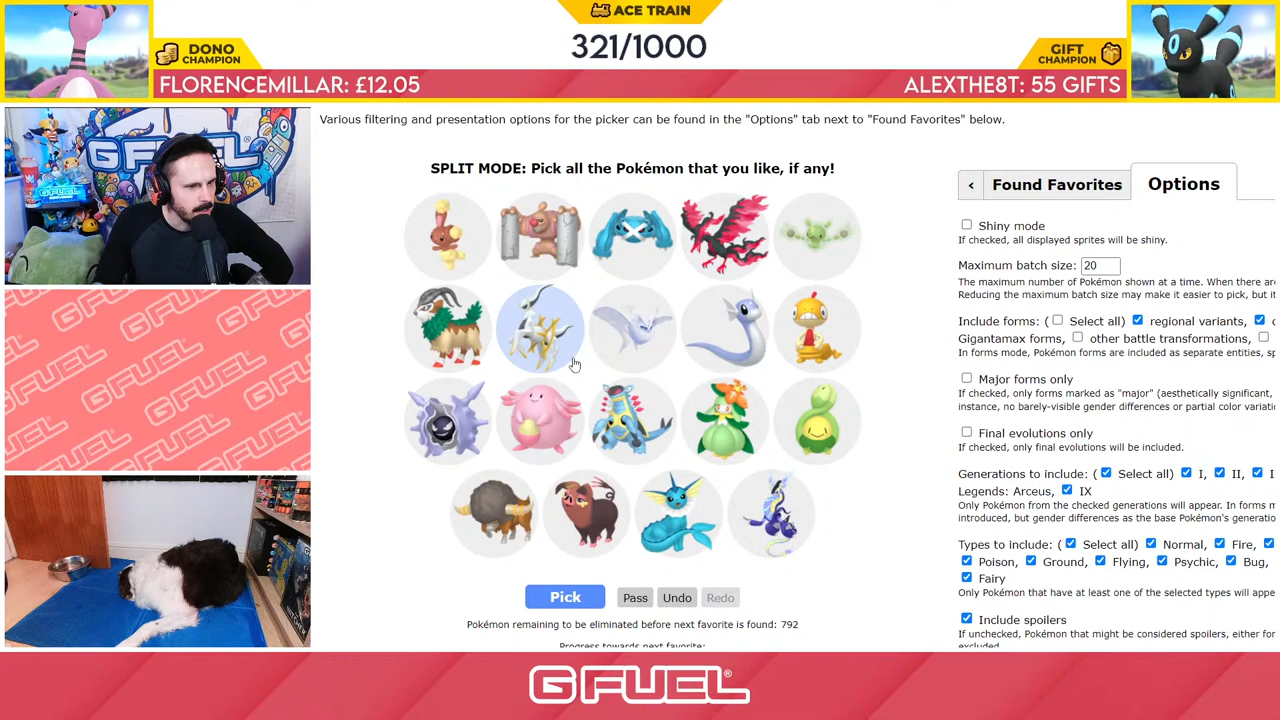 ACE TRAIN
321/1000
DONO
CHAMPION
GIFT
CHAMPION
FLORENCEMILLAR: £12.05
ALEXTHE8T: 55 GIFTS
Various filtering and presentation options for the picker can be found in the "Options" tab next to "Found Favorites" below.
SPLIT MODE: Pick all the Pokémon that you like, if any!
‹ Found Favorites Options
Shiny mode
If checked, all displayed sprites will be shiny.
Maximum batch size: 20
The maximum number of Pokémon shown at a time. When there are
Reducing the maximum batch size may make it easier to pick, but it
Include forms: ( Select all) regional variants,
Gigantamax forms, other battle transformations,
In forms mode, Pokémon forms are included as separate entities, sp
Major forms only
If checked, only forms marked as "major" (aesthetically significant,
instance, no barely-visible gender differences or partial color variatio
Final evolutions only
If checked, only final evolutions will be included.
Generations to include: ( Select all) I, II, I
Legends: Arceus, IX
Only Pokémon from the checked generations will appear. In forms m
introduced, but gender differences as the base Pokémon's generatio
Types to include: ( Select all) Normal, Fire,
Poison, Ground, Flying, Psychic, Bug,
Fairy
Only Pokémon that have at least one of the selected types will appe
Include spoilers
If unchecked, Pokémon that might be considered spoilers, either for
excluded.
Pick Pass Undo Redo
Pokémon remaining to be eliminated before next favorite is found: 792
Progress towards next favorite:
GFUEL
G FUEL®